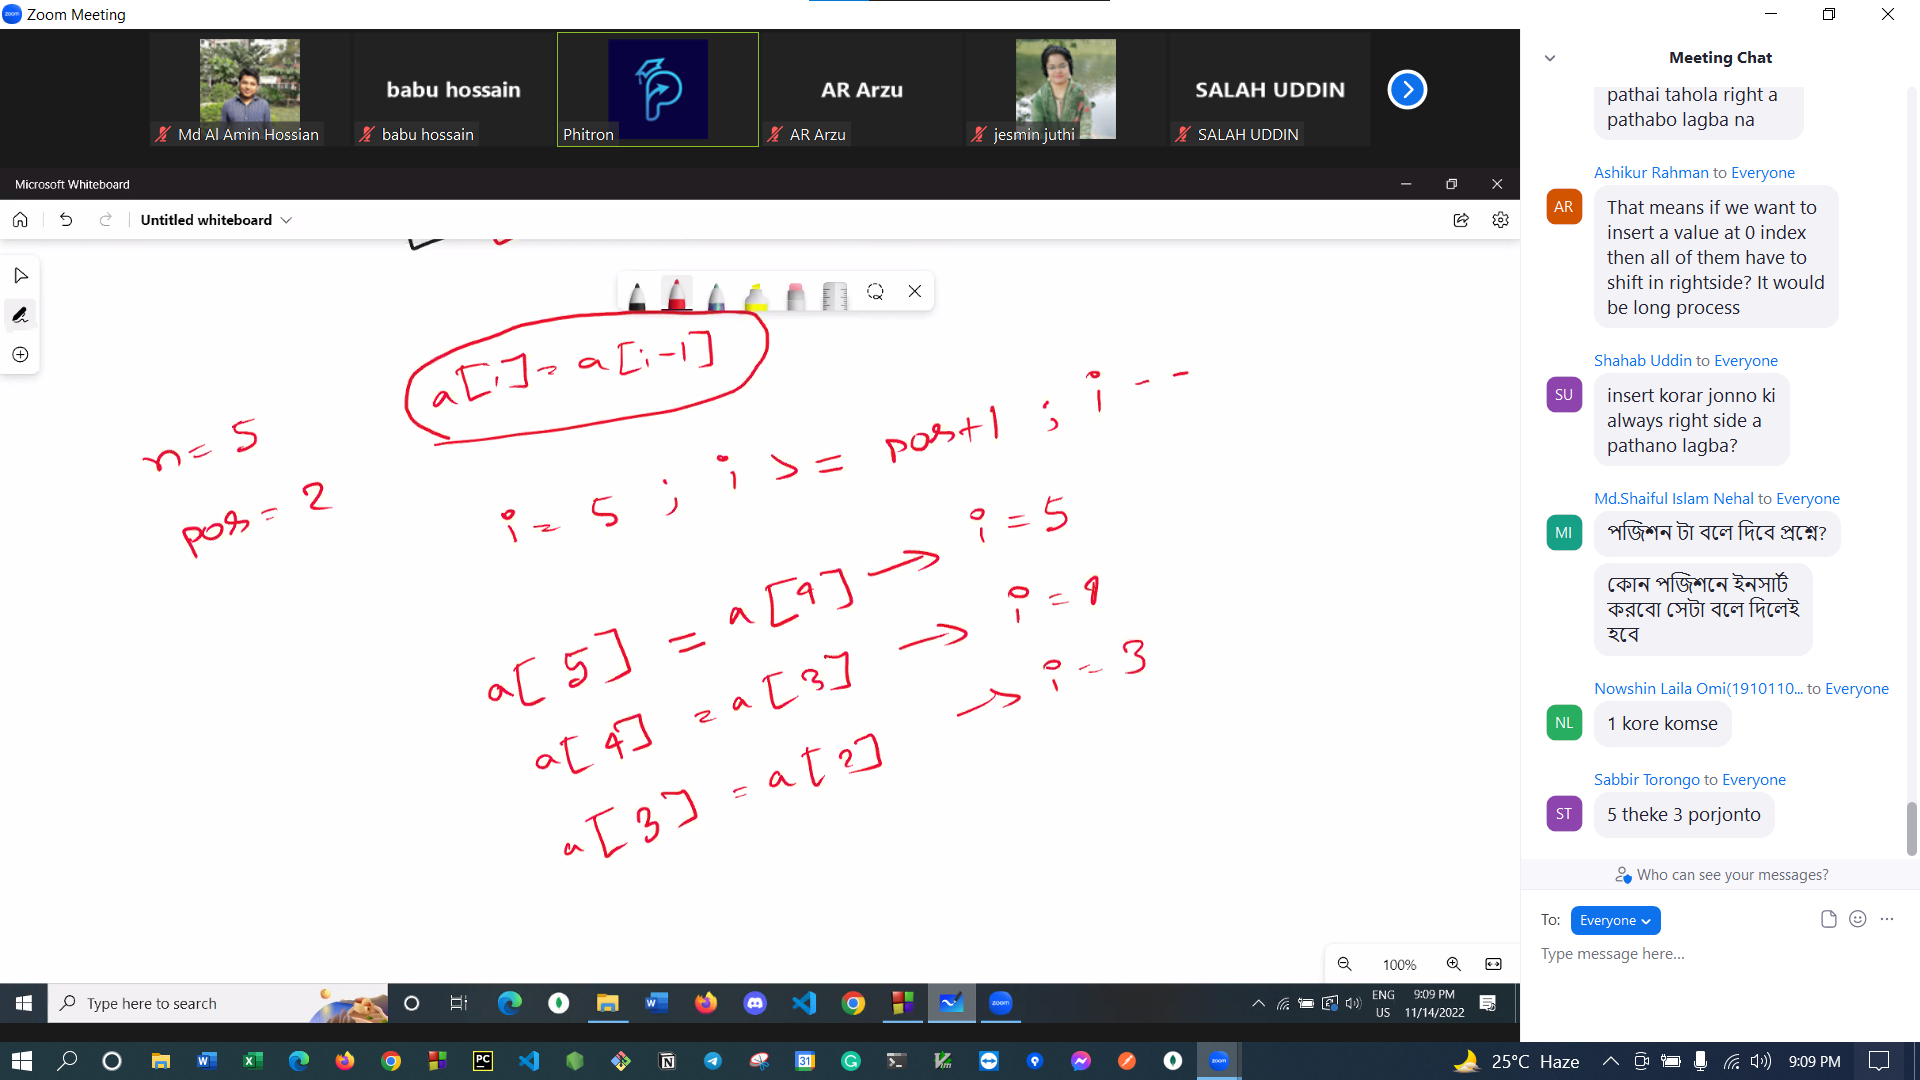 Zoom Meeting
babu hossain
AR Arzu
SALAH UDDIN
Md Al Amin Hossian
babu hossain
Phitron
AR Arzu
jesmin juthi
SALAH UDDIN
Microsoft Whiteboard
Untitled whiteboard
a[i] = a[i-1]
n = 5
pos = 2
i = 5 ; i >= pos+1 ; i--
a[5] = a[4] → i = 5
a[4] = a[3] → i = 4
a[3] = a[2] → i = 3
100%
Type here to search
zoom
ENG
US
9:09 PM
11/14/2022
Meeting Chat
pathai tahola right a
pathabo lagba na
Ashikur Rahman to Everyone
AR
That means if we want to
insert a value at 0 index
then all of them have to
shift in rightside? It would
be long process
Shahab Uddin to Everyone
SU
insert korar jonno ki
always right side a
pathano lagba?
Md.Shaiful Islam Nehal to Everyone
MI
পজিশন টা বলে দিবে প্রশ্নে?
কোন পজিশনে ইনসার্ট
করবো সেটা বলে দিলেই
হবে
Nowshin Laila Omi(1910110... to Everyone
NL
1 kore komse
Sabbir Torongo to Everyone
ST
5 theke 3 porjonto
Who can see your messages?
To: Everyone
Type message here...
PC
31
zoom
25°C Haze
9:09 PM